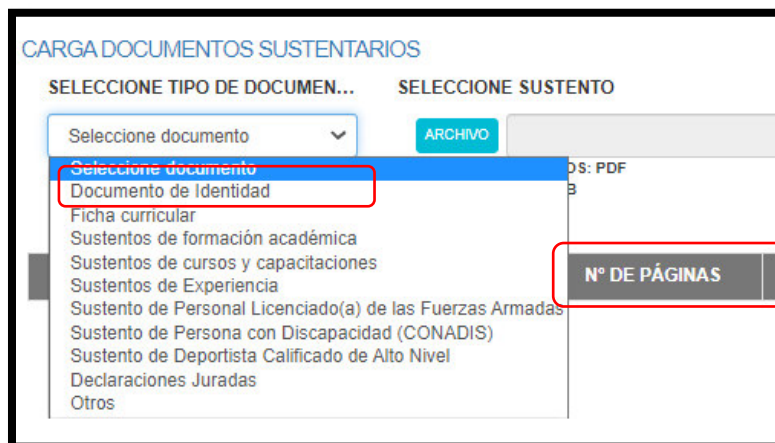 CARGA DOCUMENTOS SUSTENTARIOS
SELECCIONE TIPO DE DOCUMEN... SELECCIONE SUSTENTO
Seleccione documento ARCHIVO
Seleccione documento OS: PDF
Documento de Identidad B
Ficha curricular
Sustentos de formación académica
Sustentos de cursos y capacitaciones
Sustentos de Experiencia Nº DE PÁGINAS
Sustento de Personal Licenciado(a) de las Fuerzas Armadas
Sustento de Persona con Discapacidad (CONADIS)
Sustento de Deportista Calificado de Alto Nivel
Declaraciones Juradas
Otros